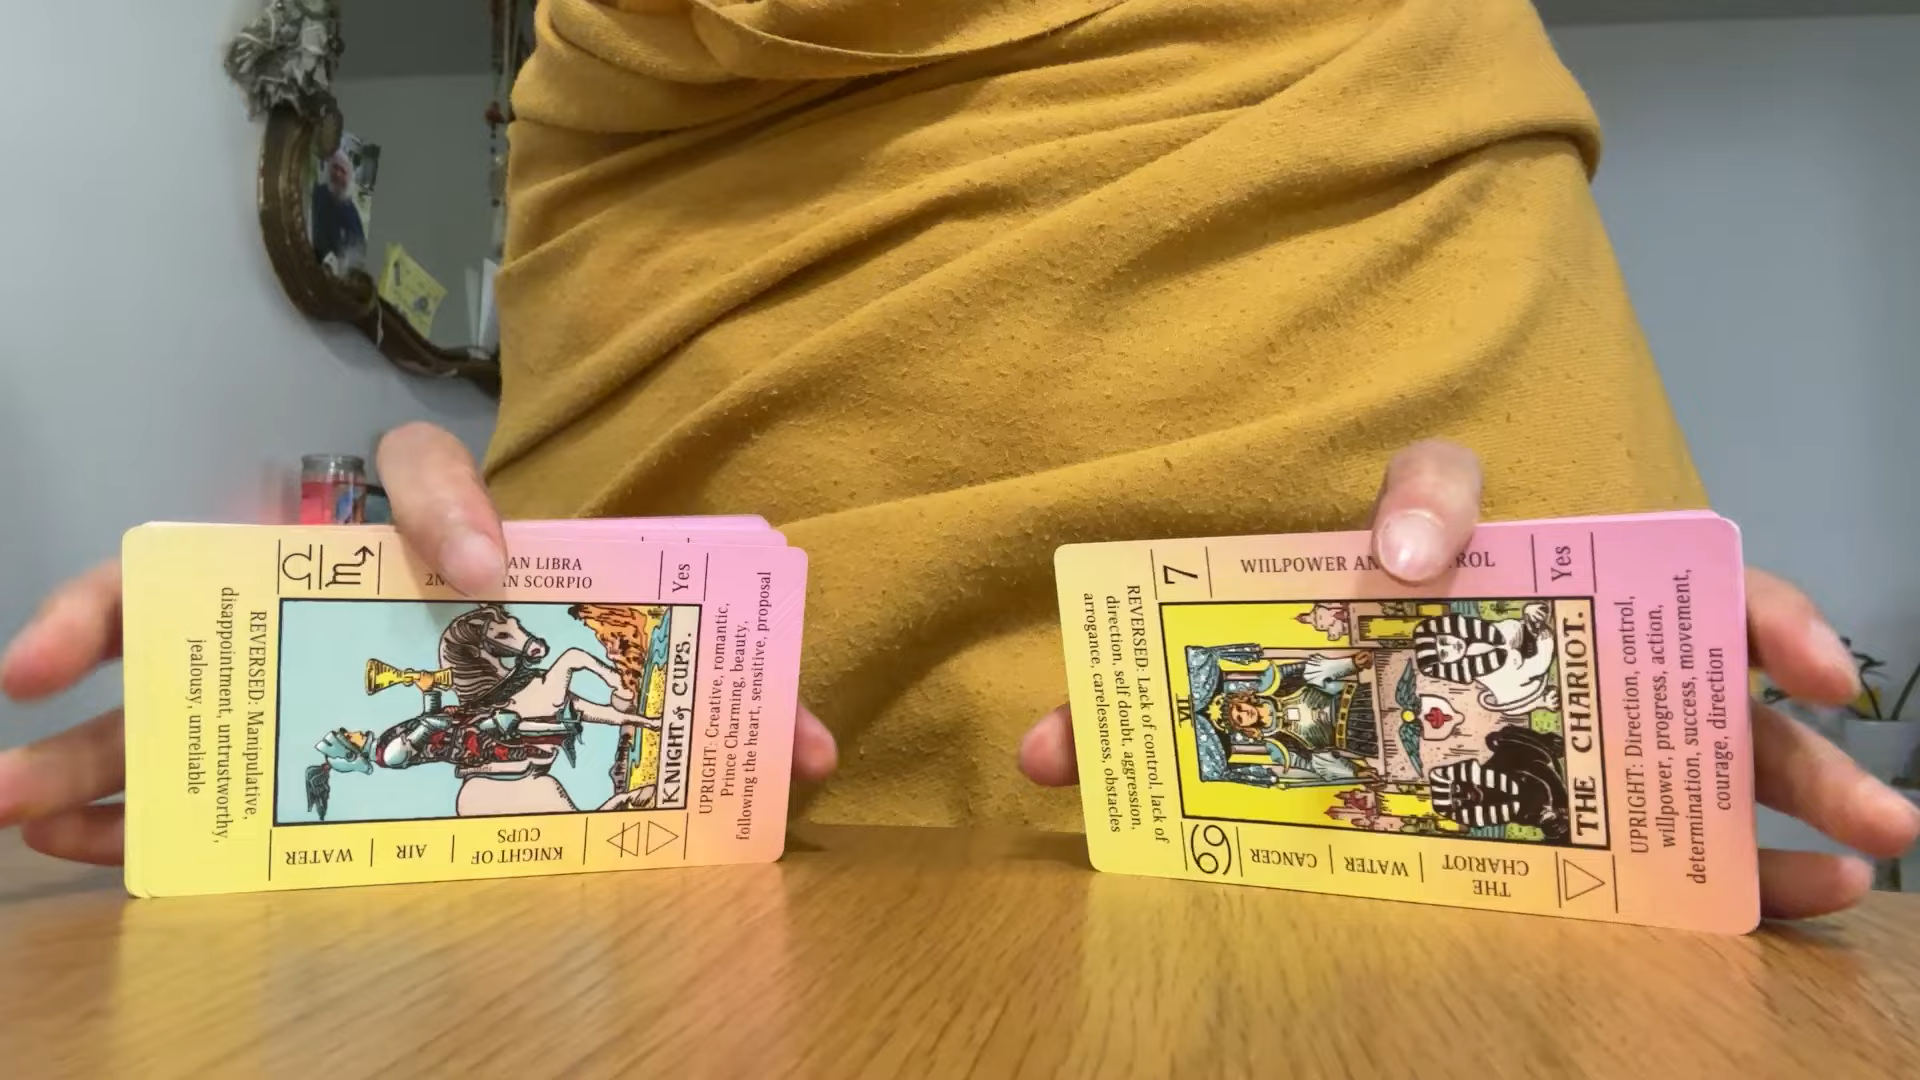 AN LIBRA
2N N SCORPIO
Yes
REVERSED: Manipulative,
disappointment, untrustworthy,
jealousy, unreliable
KNIGHT of CUPS.
UPRIGHT: Creative, romantic,
Prince Charming, beauty,
following the heart, sensitive, proposal
WATER
AIR
KNIGHT OF
CUPS
7
WIILPOWER AN ROL
Yes
REVERSED: Lack of control, lack of
direction, self doubt, aggression,
arrogance, carelessness, obstacles
VII
THE CHARIOT.
UPRIGHT: Direction, control,
willpower, progress, action,
determination, success, movement,
courage, direction
CANCER
WATER
THE
CHARIOT